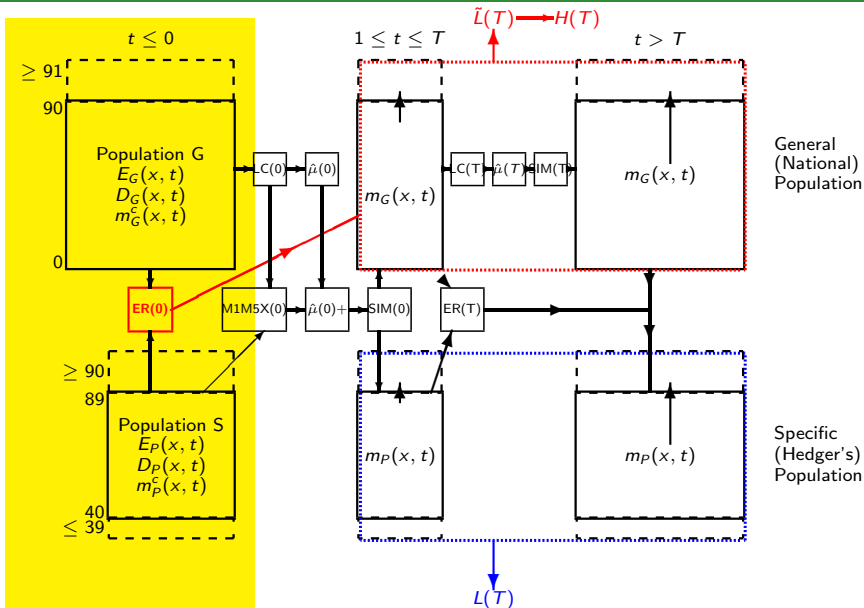 L̃(T) → H(T)
t ≤ 0
1 ≤ t ≤ T
t > T
≥ 91
90
Population G
E_G(x, t)
D_G(x, t)
m^c_G(x, t)
0
LC(0)
μ̂(0)
m_G(x, t)
LC(T)
μ̂(T)
SIM(T)
m_G(x, t)
General
(National)
Population
ER(0)
M1M5X(0)
μ̂(0)+
SIM(0)
ER(T)
≥ 90
89
Population S
E_P(x, t)
D_P(x, t)
m^c_P(x, t)
40
≤ 39
m_P(x, t)
m_P(x, t)
Specific
(Hedger's)
Population
L(T)